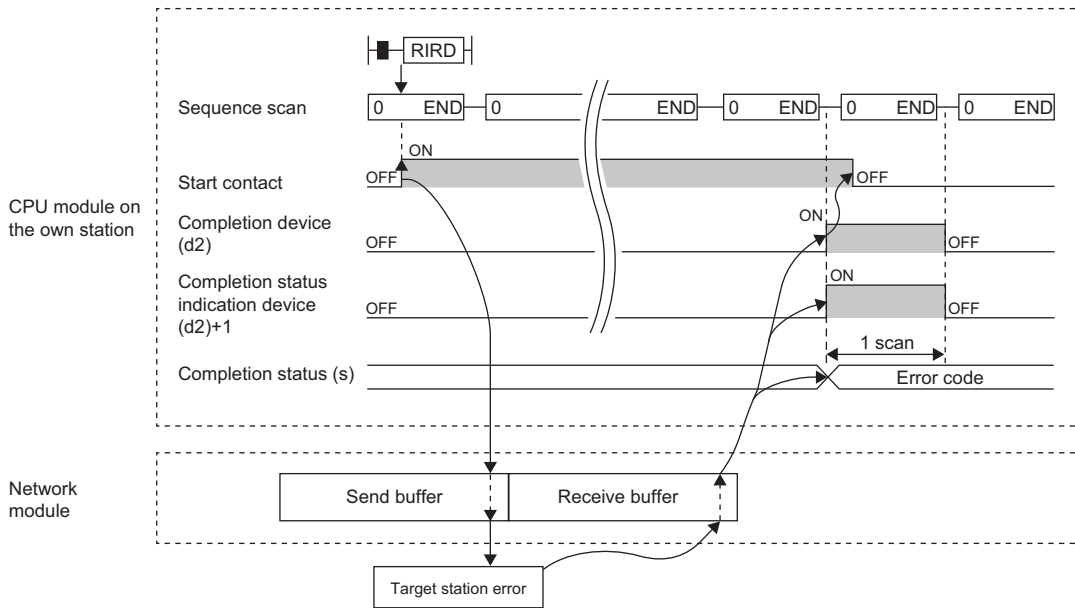 RIRD
Sequence scan
0 END 0 END 0 END 0 END 0 END
ON
Start contact
OFF
OFF
CPU module on
the own station
Completion device
(d2)
ON
OFF
OFF
Completion status
indication device
(d2)+1
ON
OFF
OFF
1 scan
Completion status (s)
Error code
Network
module
Send buffer
Receive buffer
Target station error